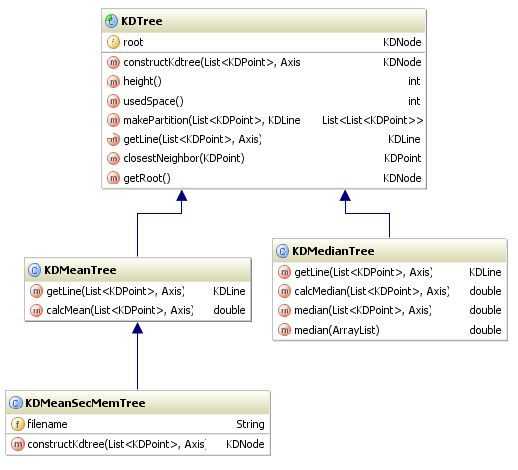 C KDTree
f root KDNode
m constructKdtree(List<KDPoint>, Axis KDNode
m height() int
m usedSpace() int
m makePartition(List<KDPoint>, KDLine List<List<KDPoint>>
m getLine(List<KDPoint>, Axis) KDLine
m closestNeighbor(KDPoint) KDPoint
m getRoot() KDNode
C KDMeanTree
m getLine(List<KDPoint>, Axis) KDLine
m calcMean(List<KDPoint>, Axis) double
C KDMedianTree
m getLine(List<KDPoint>, Axis) KDLine
m calcMedian(List<KDPoint>, Axis) double
m median(List<KDPoint>, Axis) double
m median(ArrayList) double
C KDMeanSecMemTree
f filename String
m constructKdtree(List<KDPoint>, Axis) KDNode